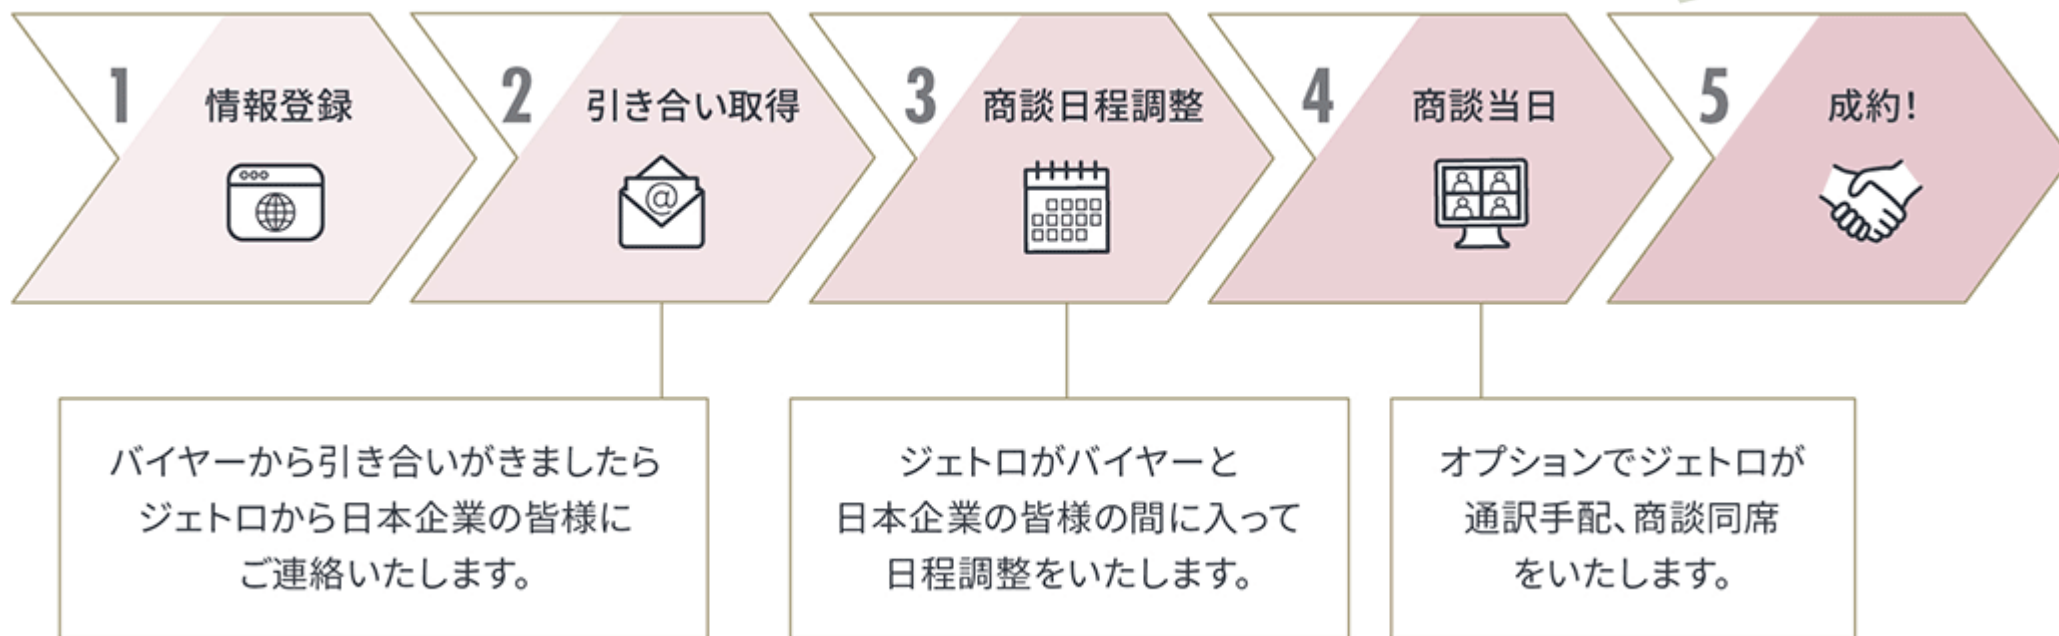 1 情報登録
2 引き合い取得
3 商談日程調整
4 商談当日
5 成約!
@
バイヤーから引き合いがきましたら
ジェトロから日本企業の皆様に
ご連絡いたします。
ジェトロがバイヤーと
日本企業の皆様の間に入って
日程調整をいたします。
オプションでジェトロが
通訳手配、商談同席
をいたします。